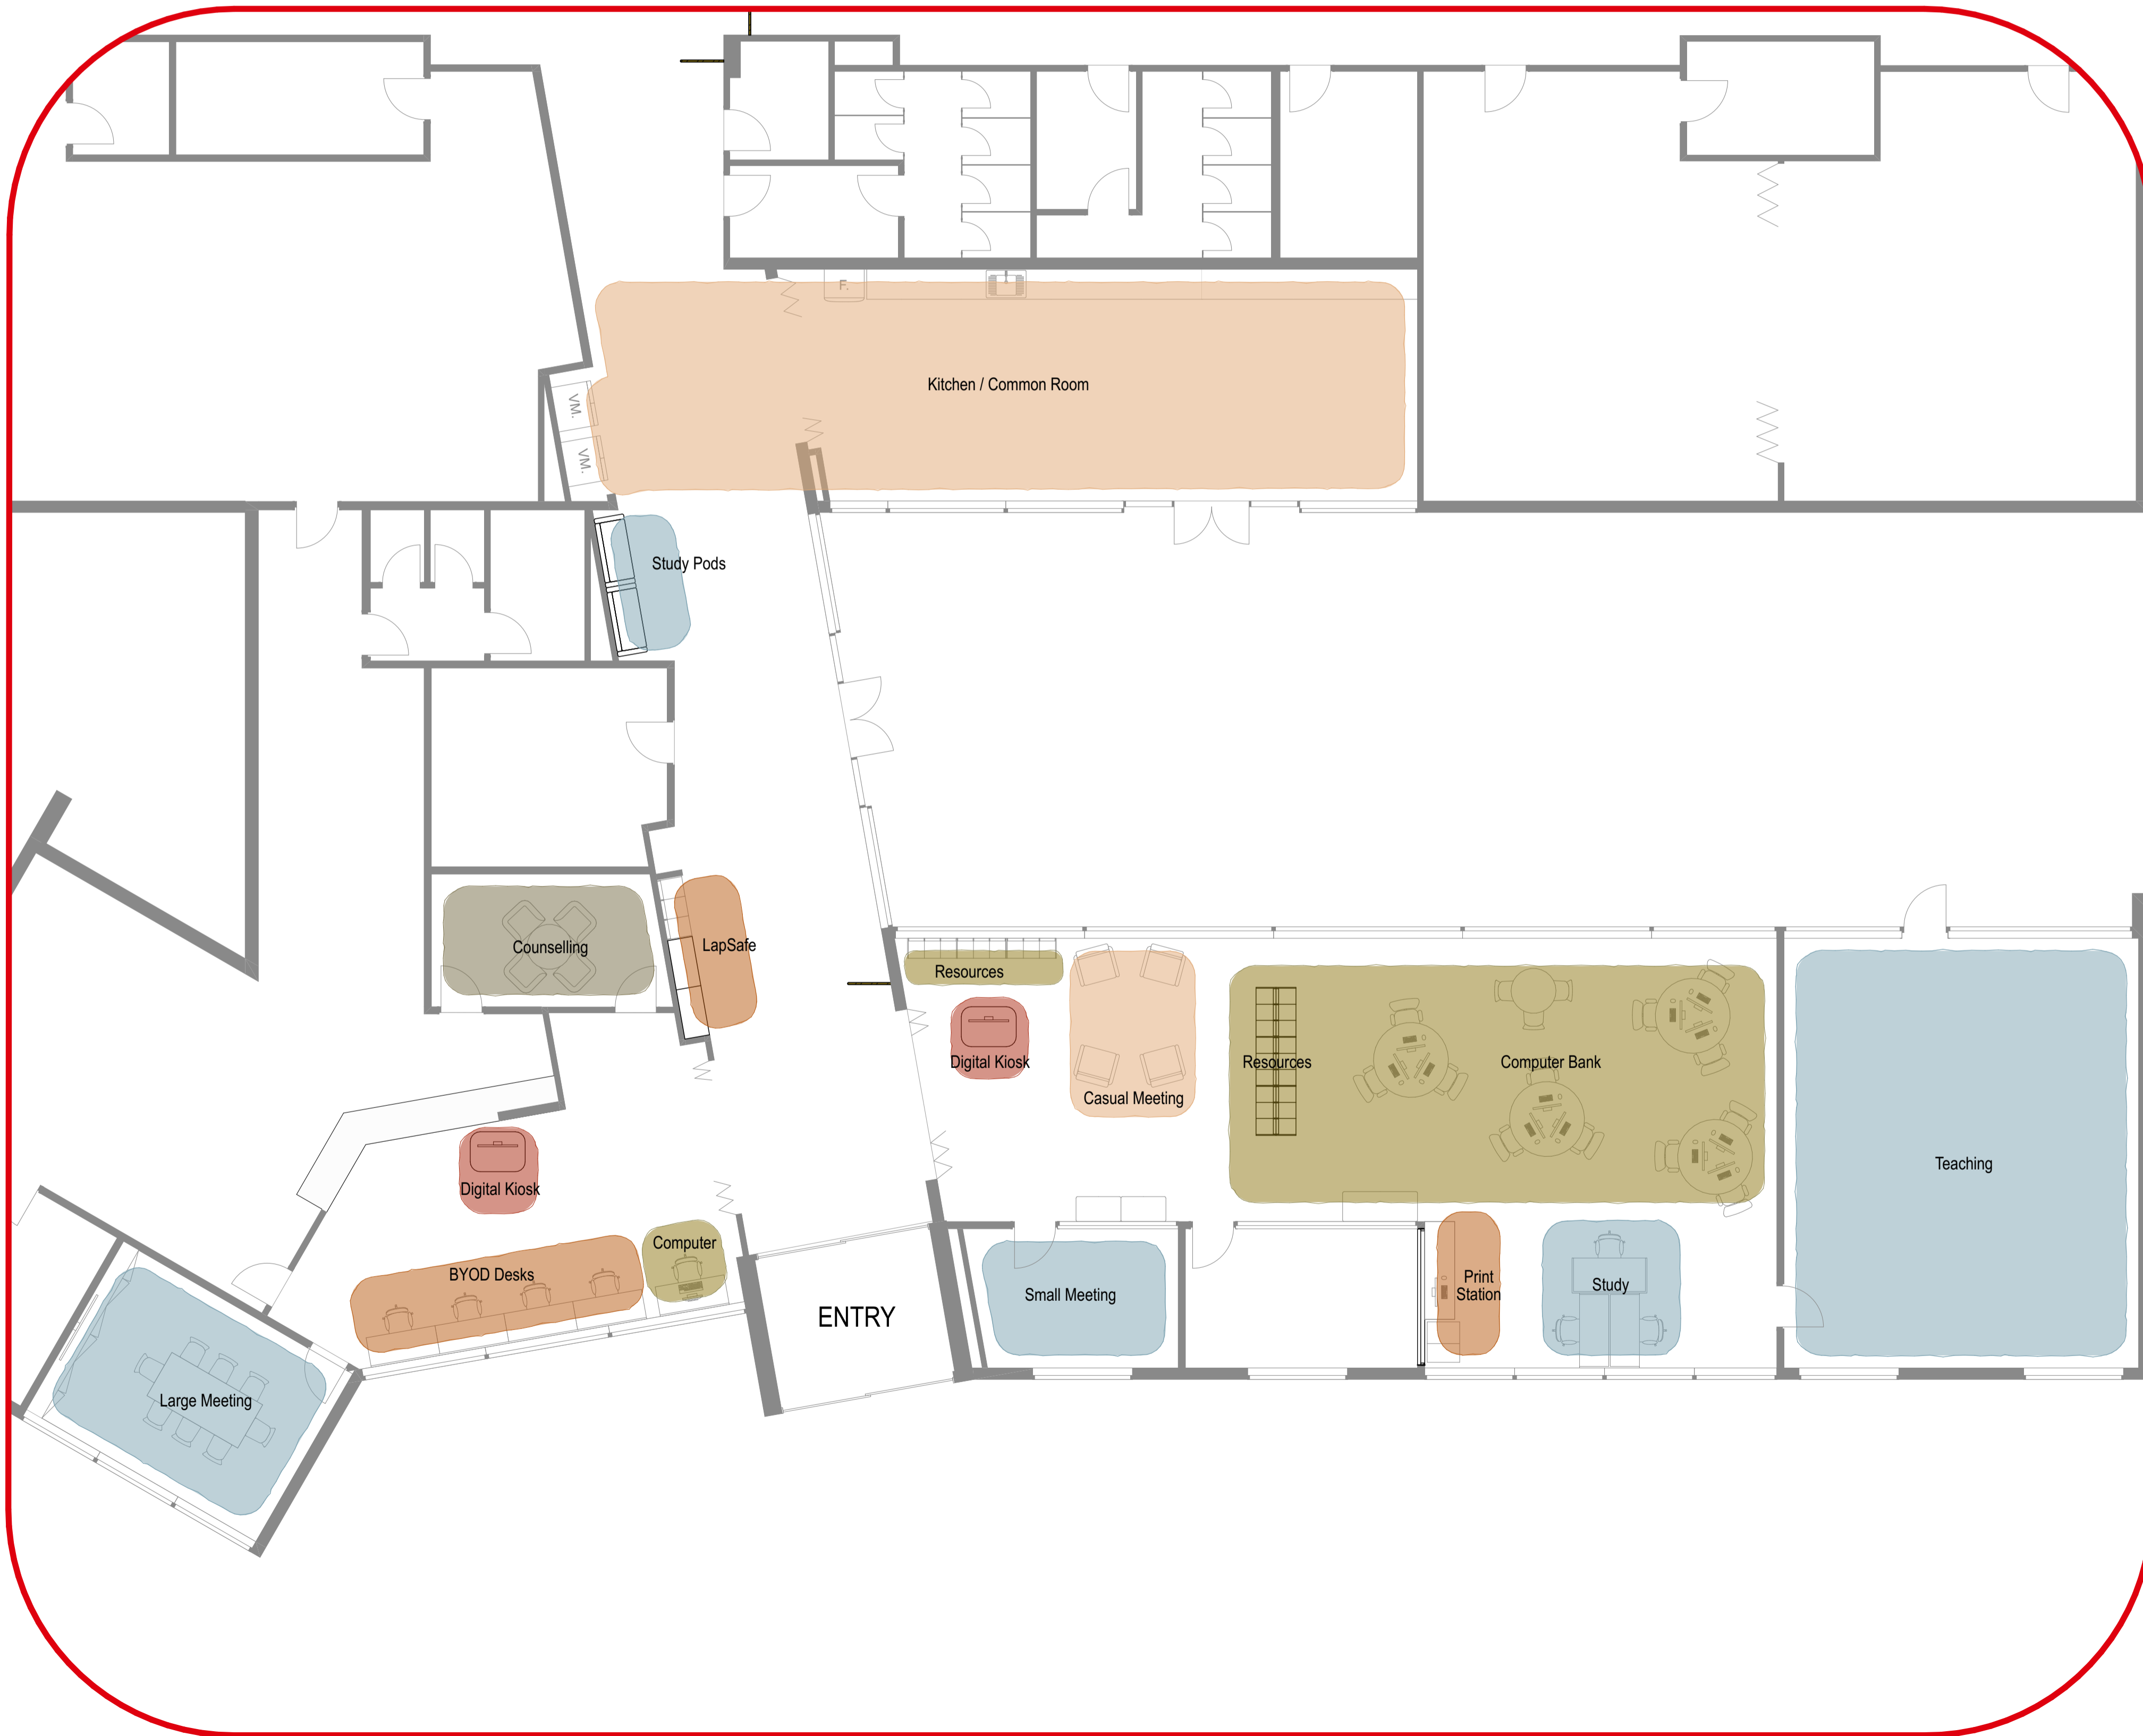 F.
Kitchen / Common Room
VM.
VM.
Study Pods
Counselling
LapSafe
Resources
Digital Kiosk
Casual Meeting
Resources
Computer Bank
Teaching
Digital Kiosk
Computer
BYOD Desks
ENTRY
Small Meeting
Print
Station
Study
Large Meeting